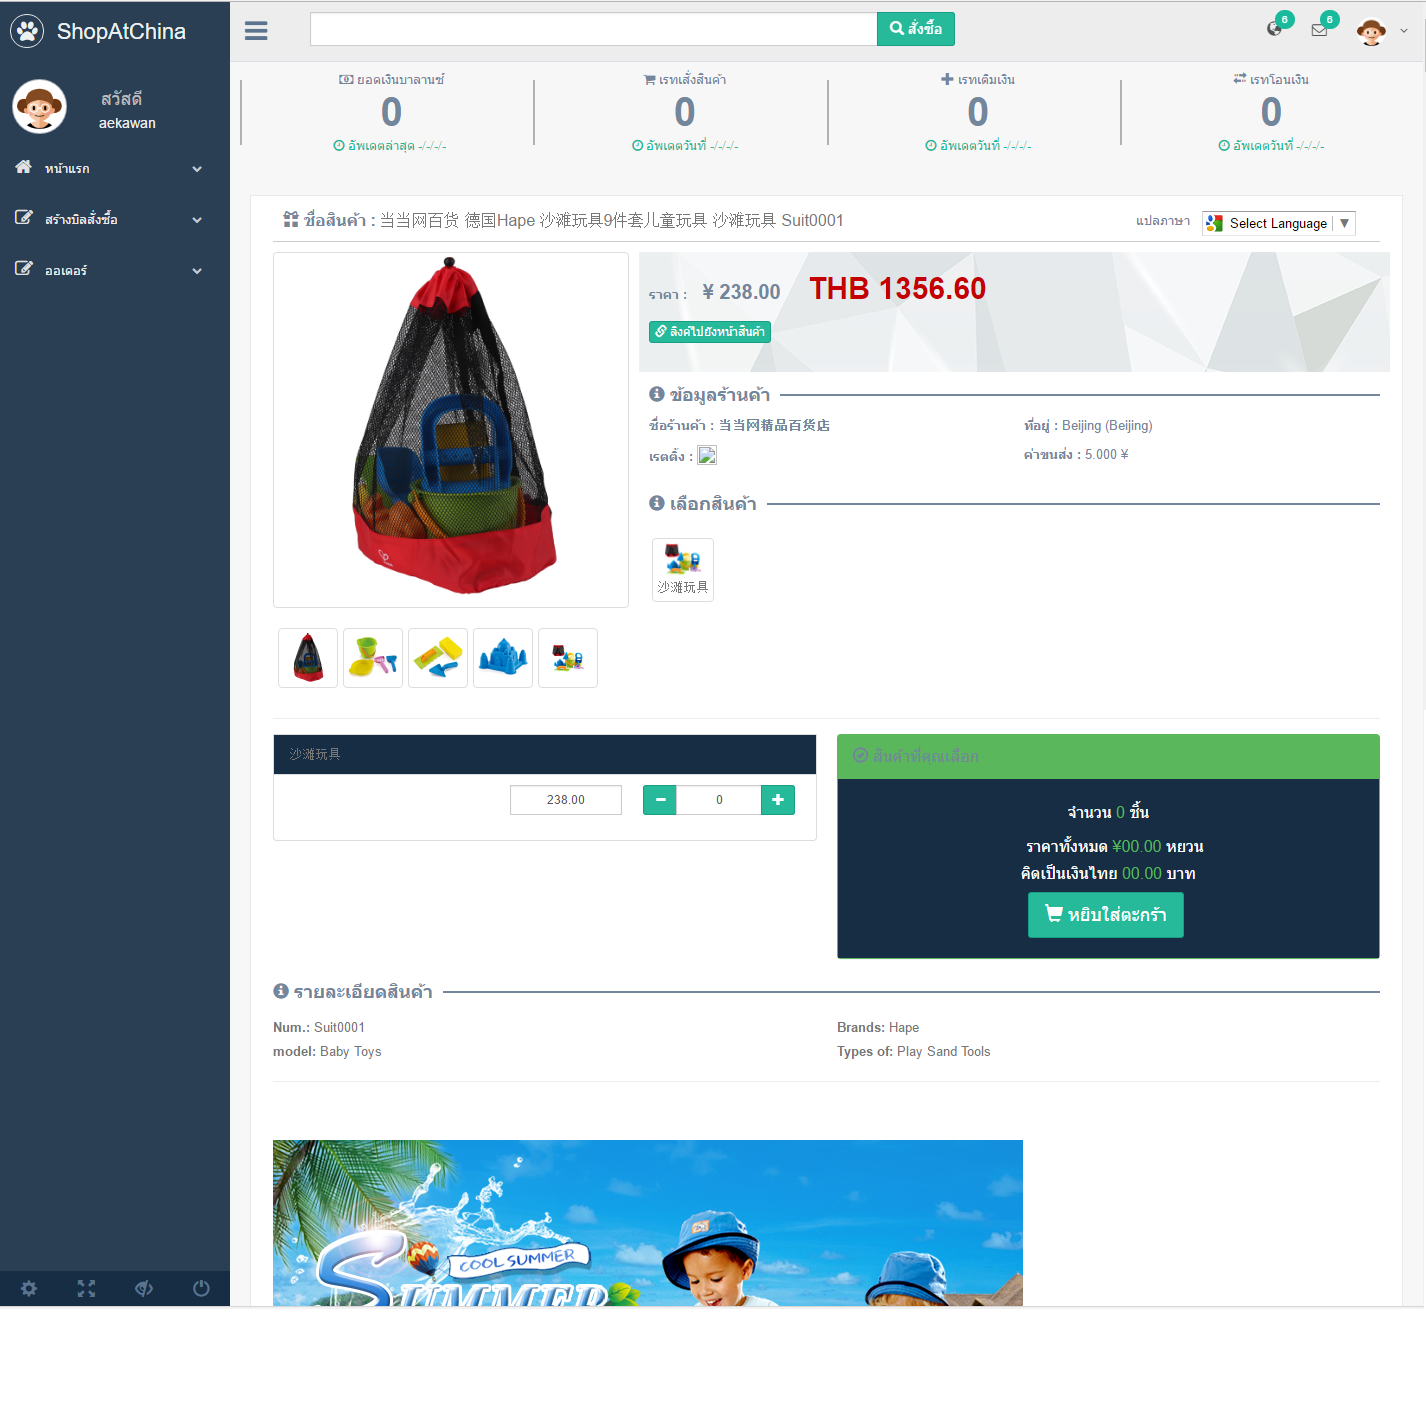 ShopAtChina
สั่งซื้อ
6
6
สวัสดี
aekawan
หน้าแรก
สร้างบิลสั่งซื้อ
ออเดอร์
ยอดเงินบาลานซ์
0
อัพเดตล่าสุด -/-/-/-
เรทเสั่งสินค้า
0
อัพเดตวันที่ -/-/-/-
เรทเติมเงิน
0
อัพเดตวันที่ -/-/-/-
เรทโอนเงิน
0
อัพเดตวันที่ -/-/-/-
ชื่อสินค้า : 当当网百货 德国Hape 沙滩玩具9件套儿童玩具 沙滩玩具 Suit0001
แปลภาษา
Select Language ▼
ราคา : ¥ 238.00 THB 1356.60
ลิงค์ไปยังหน้าสินค้า
ข้อมูลร้านค้า
ชื่อร้านค้า : 当当网精品百货店
ที่อยู่ : Beijing (Beijing)
เรตติ้ง :
ค่าขนส่ง : 5.000 ¥
เลือกสินค้า
沙滩玩具
沙滩玩具
238.00
0
สินค้าที่คุณเลือก
จำนวน 0 ชิ้น
ราคาทั้งหมด ¥00.00 หยวน
คิดเป็นเงินไทย 00.00 บาท
หยิบใส่ตะกร้า
รายละเอียดสินค้า
Num.: Suit0001
Brands: Hape
model: Baby Toys
Types of: Play Sand Tools
COOL SUMMER
SUMMER